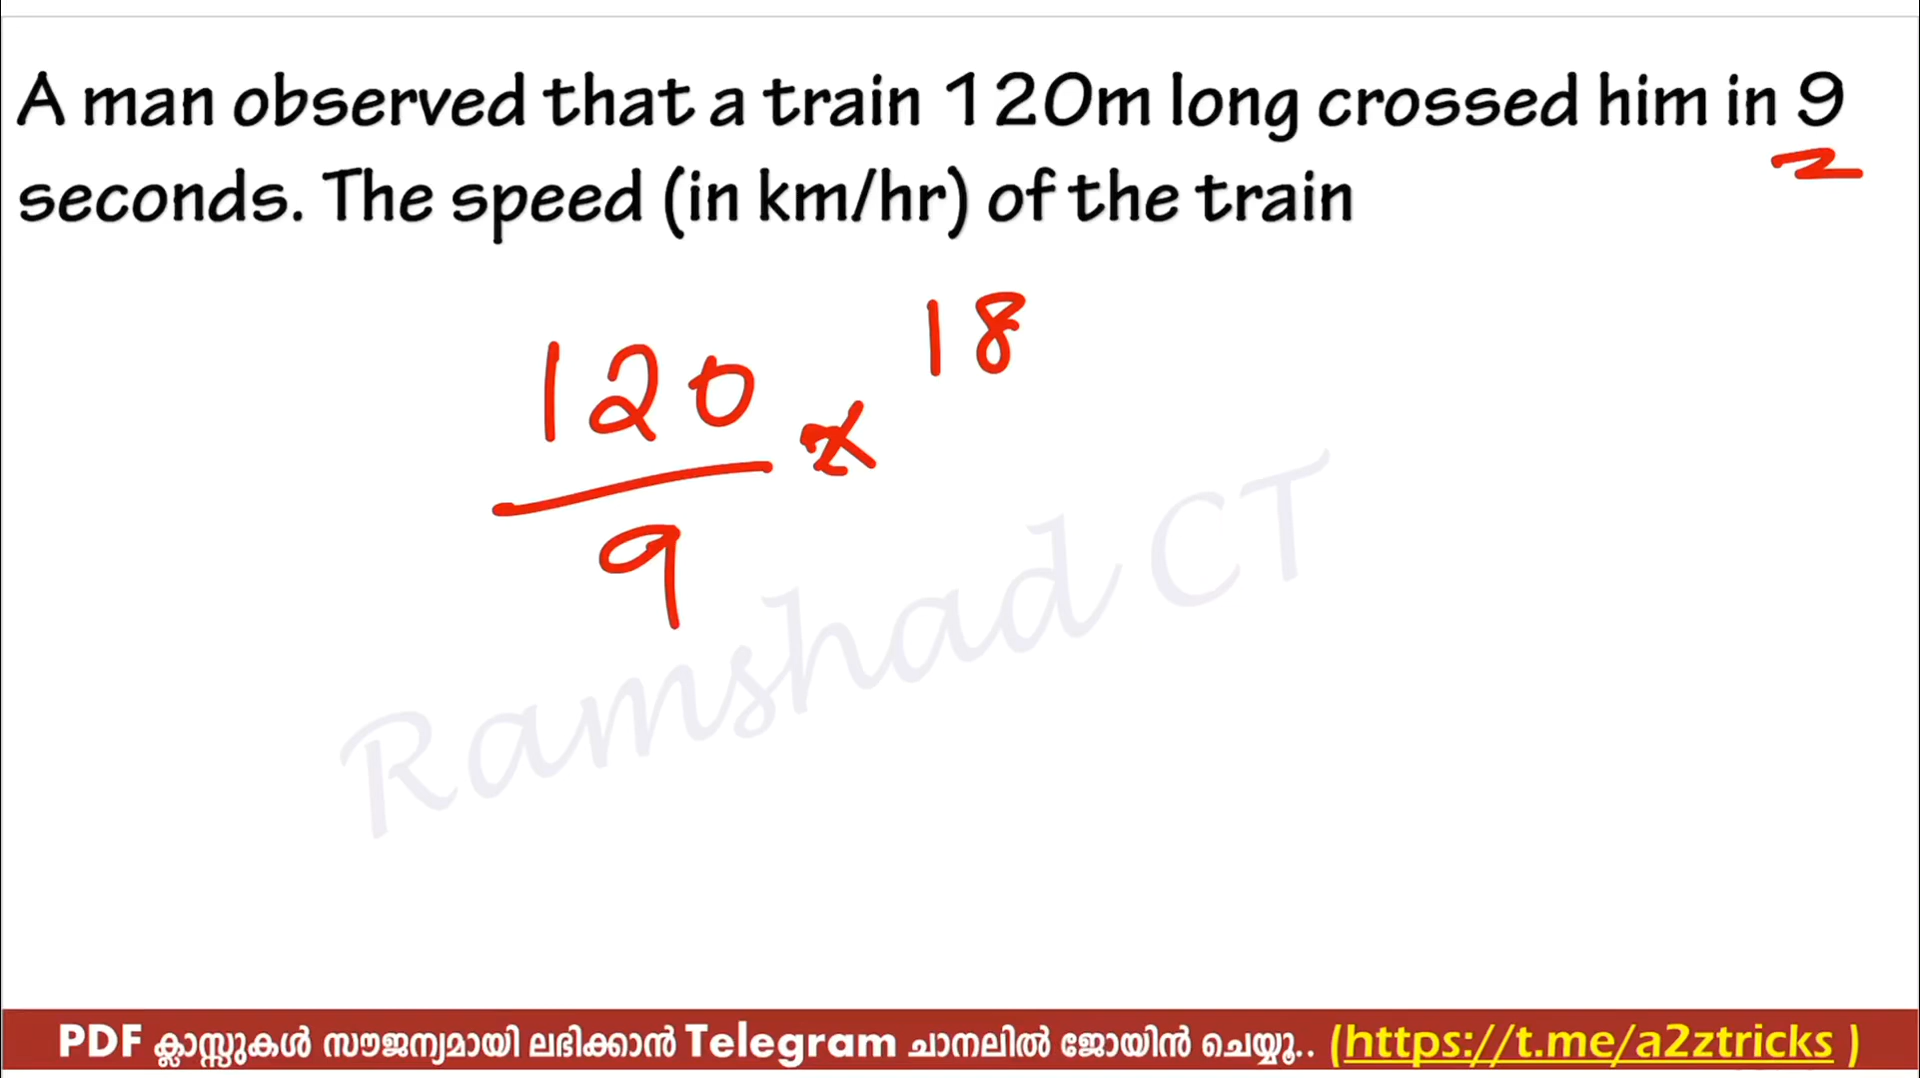 A man observed that a train 120m long crossed him in 9
seconds. The speed (in km/hr) of the train
120
9
×
18
Ramshad CT
PDF ക്ലാസ്സുകൾ സൗജന്യമായി ലഭിക്കാൻ Telegram ചാനലിൽ ജോയിൻ ചെയ്യൂ.. (https://t.me/a2ztricks )